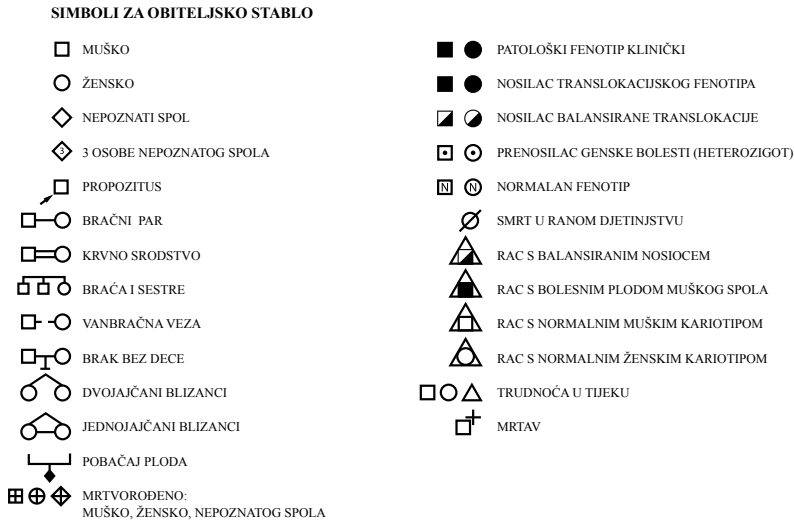 SIMBOLI ZA OBITELJSKO STABLO
MUŠKO
ŽENSKO
NEPOZNATI SPOL
3
3 OSOBE NEPOZNATOG SPOLA
PROPOZITUS
BRAČNI PAR
KRVNO SRODSTVO
BRAĆA I SESTRE
VANBRAČNA VEZA
BRAK BEZ DECE
DVOJAJČANI BLIZANCI
JEDNOJAJČANI BLIZANCI
POBAČAJ PLODA
MRTVOROĐENO:
MUŠKO, ŽENSKO, NEPOZNATOG SPOLA
PATOLOŠKI FENOTIP KLINIČKI
NOSILAC TRANSLOKACIJSKOG FENOTIPA
NOSILAC BALANSIRANE TRANSLOKACIJE
PRENOSILAC GENSKE BOLESTI (HETEROZIGOT)
N N NORMALAN FENOTIP
SMRT U RANOM DJETINJSTVU
RAC S BALANSIRANIM NOSIOCEM
RAC S BOLESNIM PLODOM MUŠKOG SPOLA
RAC S NORMALNIM MUŠKIM KARIOTIPOM
RAC S NORMALNIM ŽENSKIM KARIOTIPOM
TRUDNOĆA U TIJEKU
MRTAV